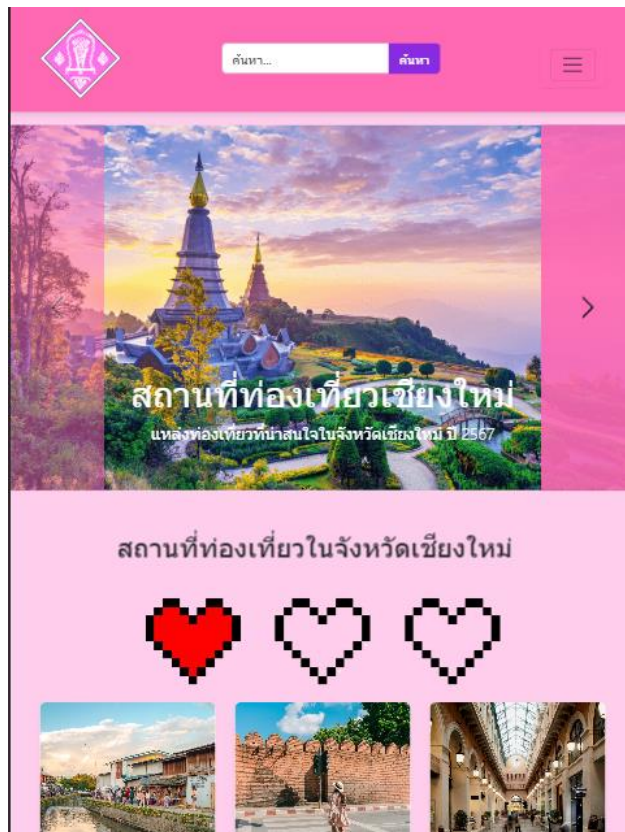 ค้นหา...
ค้นหา
สถานที่ท่องเที่ยวเชียงใหม่
แหล่งท่องเที่ยวที่น่าสนใจในจังหวัดเชียงใหม่ ปี 2567
สถานที่ท่องเที่ยวในจังหวัดเชียงใหม่